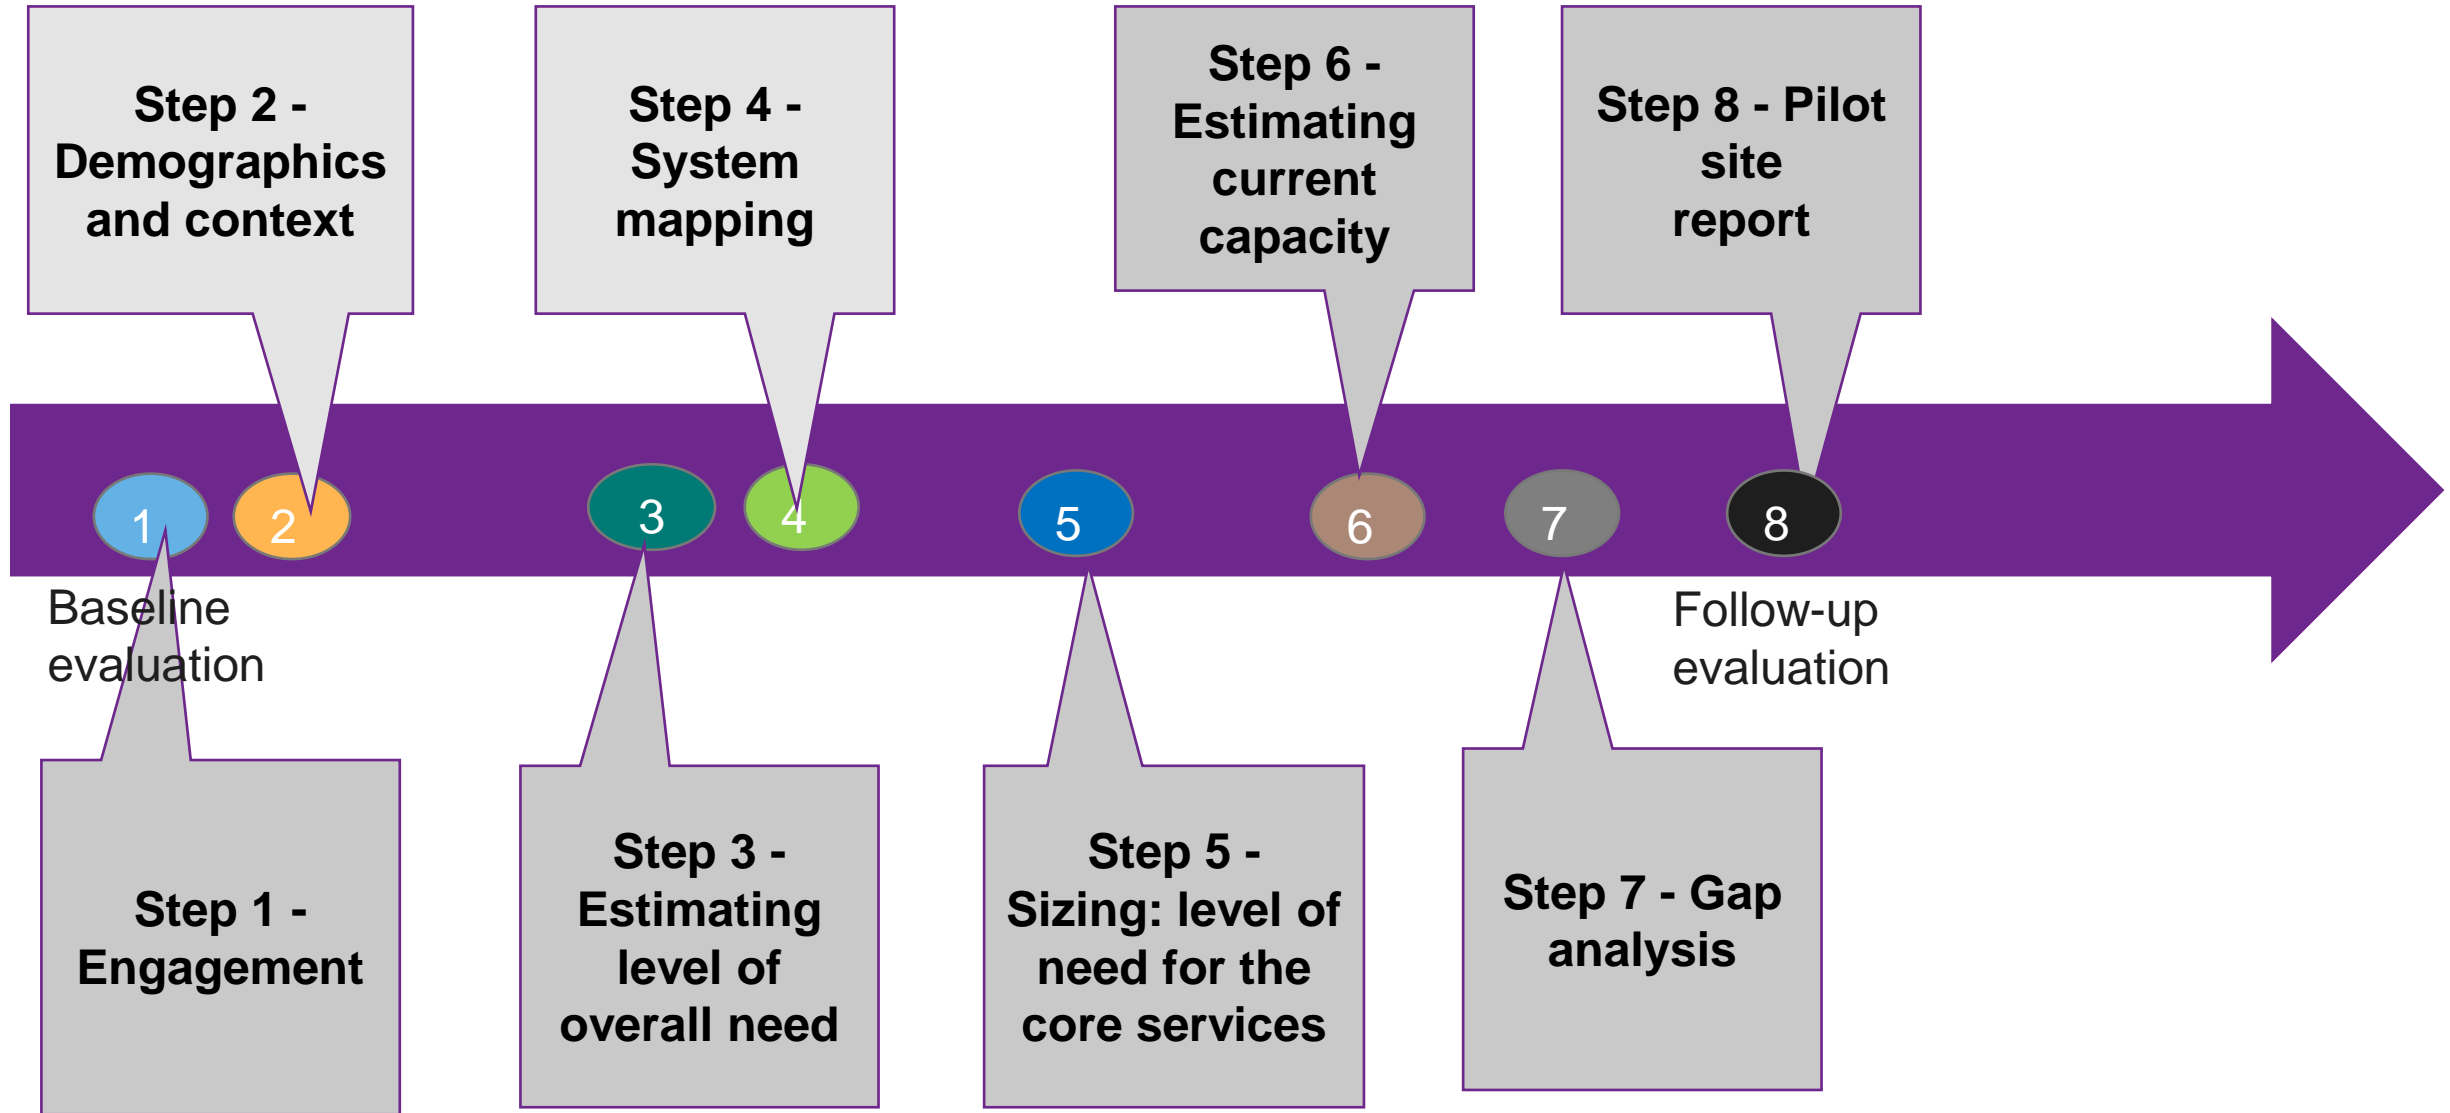 Step 2 -
Demographics
and context
Step 4 -
System
mapping
Step 6 -
Estimating
current
capacity
Step 8 - Pilot
site
report
1
2
3
4
5
6
7
8
Baseline
evaluation
Follow-up
evaluation
Step 1 -
Engagement
Step 3 -
Estimating
level of
overall need
Step 5 -
Sizing: level of
need for the
core services
Step 7 - Gap
analysis